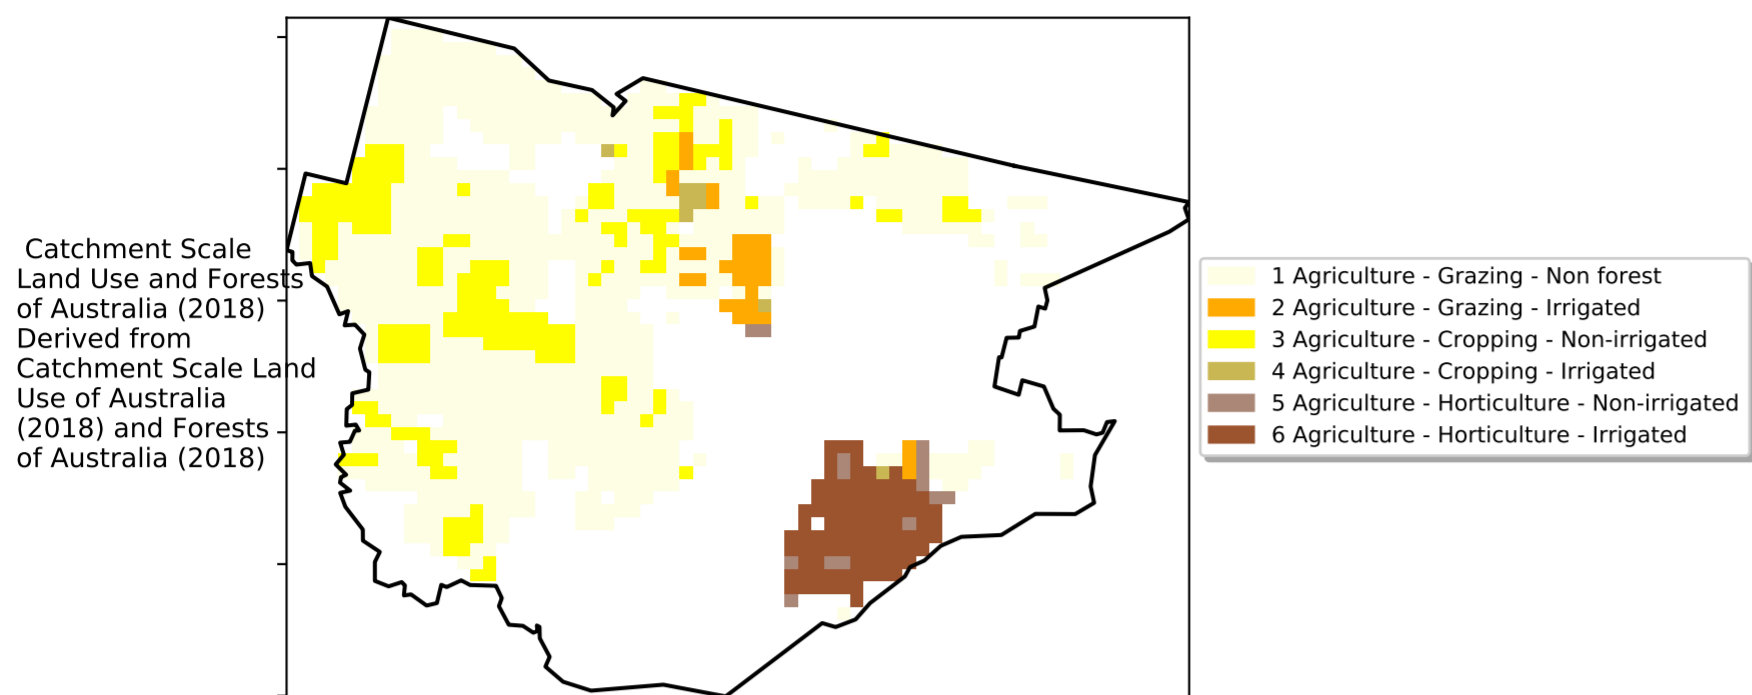 Catchment Scale
Land Use and Forests
of Australia (2018)
Derived from
Catchment Scale Land
Use of Australia
(2018) and Forests
of Australia (2018)
1 Agriculture - Grazing - Non forest
2 Agriculture - Grazing - Irrigated
3 Agriculture - Cropping - Non-irrigated
4 Agriculture - Cropping - Irrigated
5 Agriculture - Horticulture - Non-irrigated
6 Agriculture - Horticulture - Irrigated